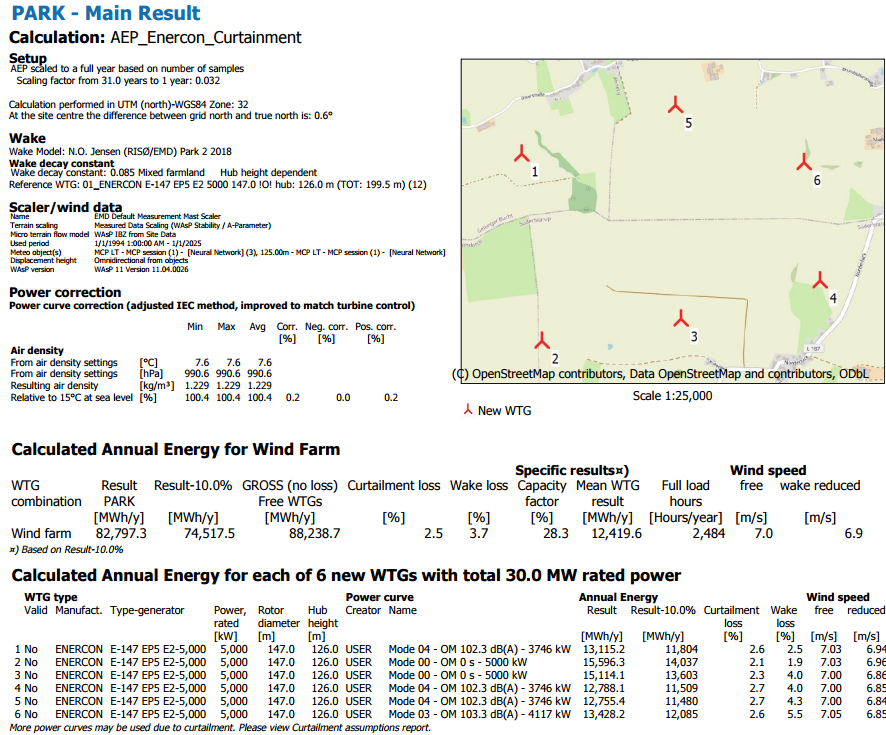 PARK - Main Result
Calculation: AEP_Enercon_Curtainment
Setup
AEP scaled to a full year based on number of samples
Scaling factor from 31.0 years to 1 year: 0.032
Calculation performed in UTM (north)-WGS84 Zone: 32
At the site centre the difference between grid north and true north is: 0.6°
Wake
Wake Model: N.O. Jensen (RISØ/EMD) Park 2 2018
Wake decay constant
Wake decay constant: 0.085 Mixed farmland Hub height dependent
Reference WTG: 01_ENERCON E-147 EP5 E2 5000 147.0 !O! hub: 126.0 m (TOT: 199.5 m) (12)
Scaler/wind data
Name EMD Default Measurement Mast Scaler
Terrain scaling Measured Data Scaling (WAsP Stability / A-Parameter)
Micro terrain flow model WAsP IBZ from Site Data
Used period 1/1/1994 1:00:00 AM - 1/1/2025
Meteo object(s) MCP LT - MCP session (1) - [Neural Network] (3), 125.00m - MCP LT - MCP session (1) - [Neural Network]
Displacement height Omnidirectional from objects
WAsP version WAsP 11 Version 11.04.0026
Power correction
Power curve correction (adjusted IEC method, improved to match turbine control)
Min Max Avg Corr. Neg. corr. Pos. corr.
[%] [%] [%]
Air density
From air density settings [°C] 7.6 7.6 7.6
From air density settings [hPa] 990.6 990.6 990.6
Resulting air density [kg/m³] 1.229 1.229 1.229
Relative to 15°C at sea level [%] 100.4 100.4 100.4 0.2 0.0 0.2
5
1
6
4
3
2
L 187
(C) OpenStreetMap contributors, Data OpenStreetMap and contributors, ODbL
Scale 1:25,000
New WTG
Calculated Annual Energy for Wind Farm
Specific results¤) Wind speed
WTG Result Result-10.0% GROSS (no loss) Curtailment loss Wake loss Capacity Mean WTG Full load free wake reduced
combination PARK Free WTGs factor result hours
[MWh/y] [MWh/y] [MWh/y] [%] [%] [%] [MWh/y] [Hours/year] [m/s] [m/s]
Wind farm 82,797.3 74,517.5 88,238.7 2.5 3.7 28.3 12,419.6 2,484 7.0 6.9
¤) Based on Result-10.0%
Calculated Annual Energy for each of 6 new WTGs with total 30.0 MW rated power
WTG type Power curve Annual Energy Wind speed
Valid Manufact. Type-generator Power, Rotor Hub Creator Name Result Result-10.0% Curtailment Wake free reduced
rated diameter height loss loss
[kW] [m] [m] [MWh/y] [MWh/y] [%] [%] [m/s] [m/s]
1 No ENERCON E-147 EP5 E2-5,000 5,000 147.0 126.0 USER Mode 04 - OM 102.3 dB(A) - 3746 kW 13,115.2 11,804 2.6 2.5 7.03 6.94
2 No ENERCON E-147 EP5 E2-5,000 5,000 147.0 126.0 USER Mode 00 - OM 0 s - 5000 kW 15,596.3 14,037 2.1 1.9 7.03 6.96
3 No ENERCON E-147 EP5 E2-5,000 5,000 147.0 126.0 USER Mode 00 - OM 0 s - 5000 kW 15,114.1 13,603 2.3 4.0 7.00 6.86
4 No ENERCON E-147 EP5 E2-5,000 5,000 147.0 126.0 USER Mode 04 - OM 102.3 dB(A) - 3746 kW 12,788.1 11,509 2.7 4.0 7.00 6.85
5 No ENERCON E-147 EP5 E2-5,000 5,000 147.0 126.0 USER Mode 04 - OM 102.3 dB(A) - 3746 kW 12,755.4 11,480 2.7 4.3 7.00 6.84
6 No ENERCON E-147 EP5 E2-5,000 5,000 147.0 126.0 USER Mode 03 - OM 103.3 dB(A) - 4117 kW 13,428.2 12,085 2.6 5.5 7.05 6.85
More power curves may be used due to curtailment. Please view Curtailment assumptions report.